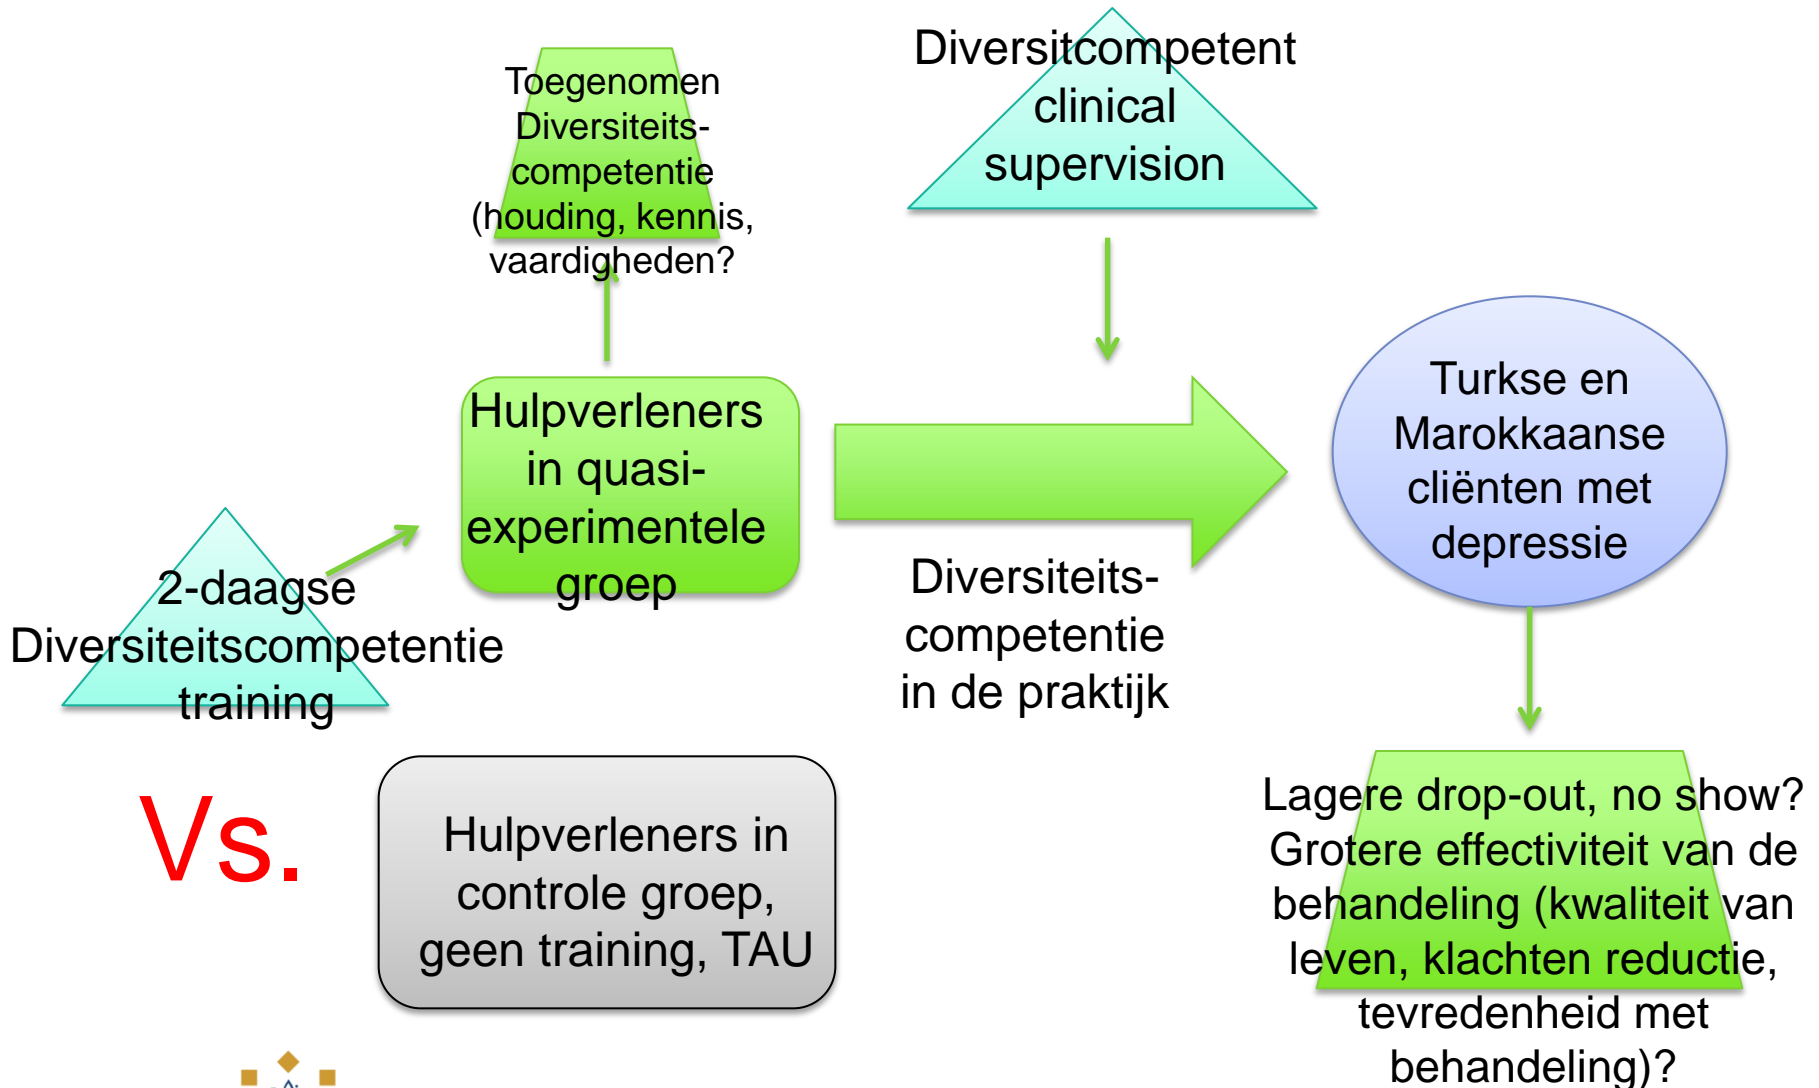 Toegenomen
Diversiteits-
competentie
(houding, kennis,
vaardigheden?
Diversitcompetent
clinical
supervision
Hulpverleners
in quasi-
experimentele
groep
Turkse en
Marokkaanse
cliënten met
depressie
2-daagse
Diversiteitscompetentie
training
Diversiteits-
competentie
in de praktijk
Vs.
Hulpverleners in
controle groep,
geen training, TAU
Lagere drop-out, no show?
Grotere effectiviteit van de
behandeling (kwaliteit van
leven, klachten reductie,
tevredenheid met
behandeling)?